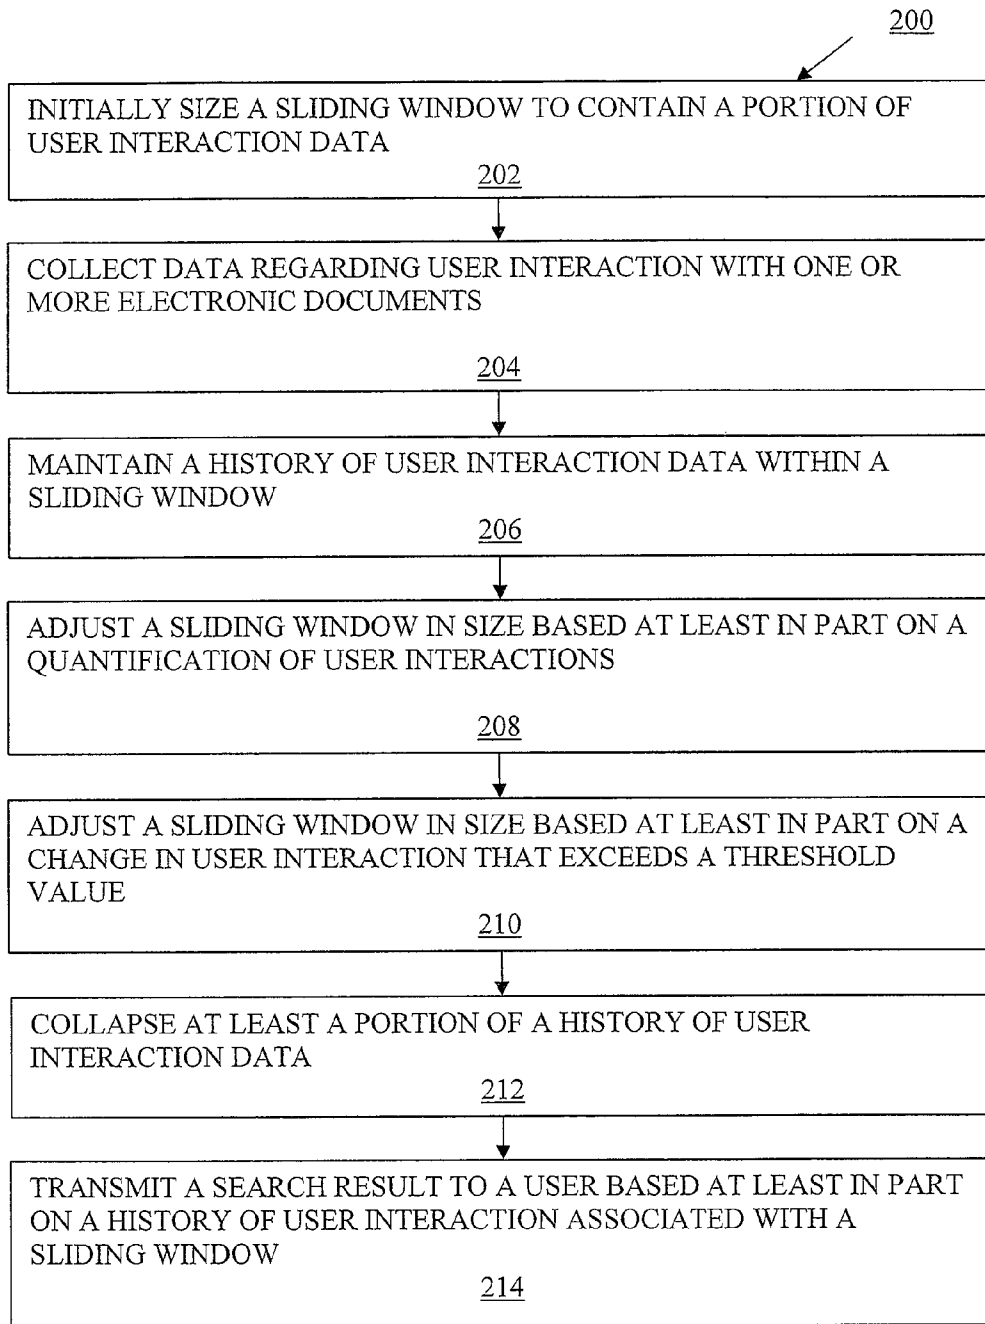 200
INITIALLY SIZE A SLIDING WINDOW TO CONTAIN A PORTION OF
USER INTERACTION DATA
202
COLLECT DATA REGARDING USER INTERACTION WITH ONE OR
MORE ELECTRONIC DOCUMENTS
204
MAINTAIN A HISTORY OF USER INTERACTION DATA WITHIN A
SLIDING WINDOW
206
ADJUST A SLIDING WINDOW IN SIZE BASED AT LEAST IN PART ON A
QUANTIFICATION OF USER INTERACTIONS
208
ADJUST A SLIDING WINDOW IN SIZE BASED AT LEAST IN PART ON A
CHANGE IN USER INTERACTION THAT EXCEEDS A THRESHOLD
VALUE
210
COLLAPSE AT LEAST A PORTION OF A HISTORY OF USER
INTERACTION DATA
212
TRANSMIT A SEARCH RESULT TO A USER BASED AT LEAST IN PART
ON A HISTORY OF USER INTERACTION ASSOCIATED WITH A
SLIDING WINDOW
214